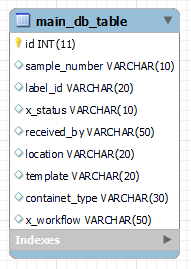 main_db_table
id INT(11)
sample_number VARCHAR(10)
label_id VARCHAR(20)
x_status VARCHAR(10)
received_by VARCHAR(50)
location VARCHAR(20)
template VARCHAR(20)
containet_type VARCHAR(30)
x_workflow VARCHAR(50)
Indexes